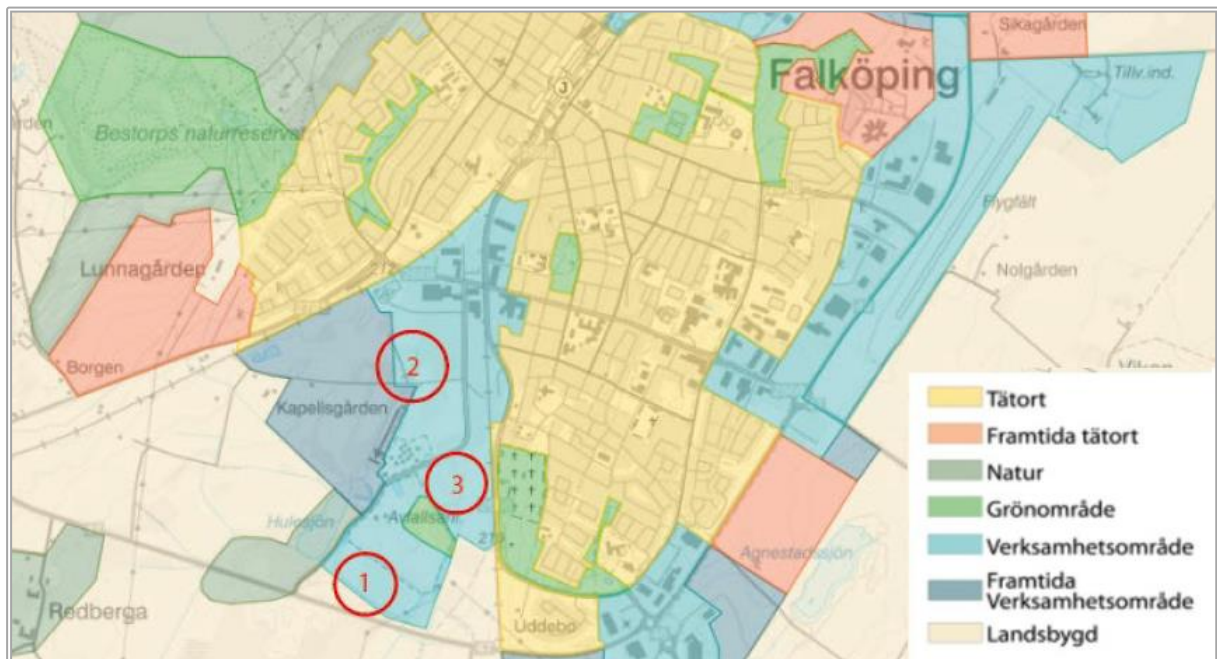 Sikagården
Falköping
Tillv.ind.
Bestorps naturreservat
Flygfält
Lunnagården
Nolgården
212
Borgen
2
Kapellsgården
3
Hulesjön
Avfallsanl.
1
Agnestadssjön
Redberga
Uddebo
Tätort
Framtida tätort
Natur
Grönområde
Verksamhetsområde
Framtida
Verksamhetsområde
Landsbygd